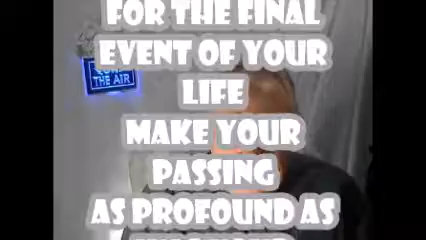 FOR THE FINAL
EVENT OF YOUR
LIFE
MAKE YOUR
PASSING
AS PROFOUND AS
THE AIR